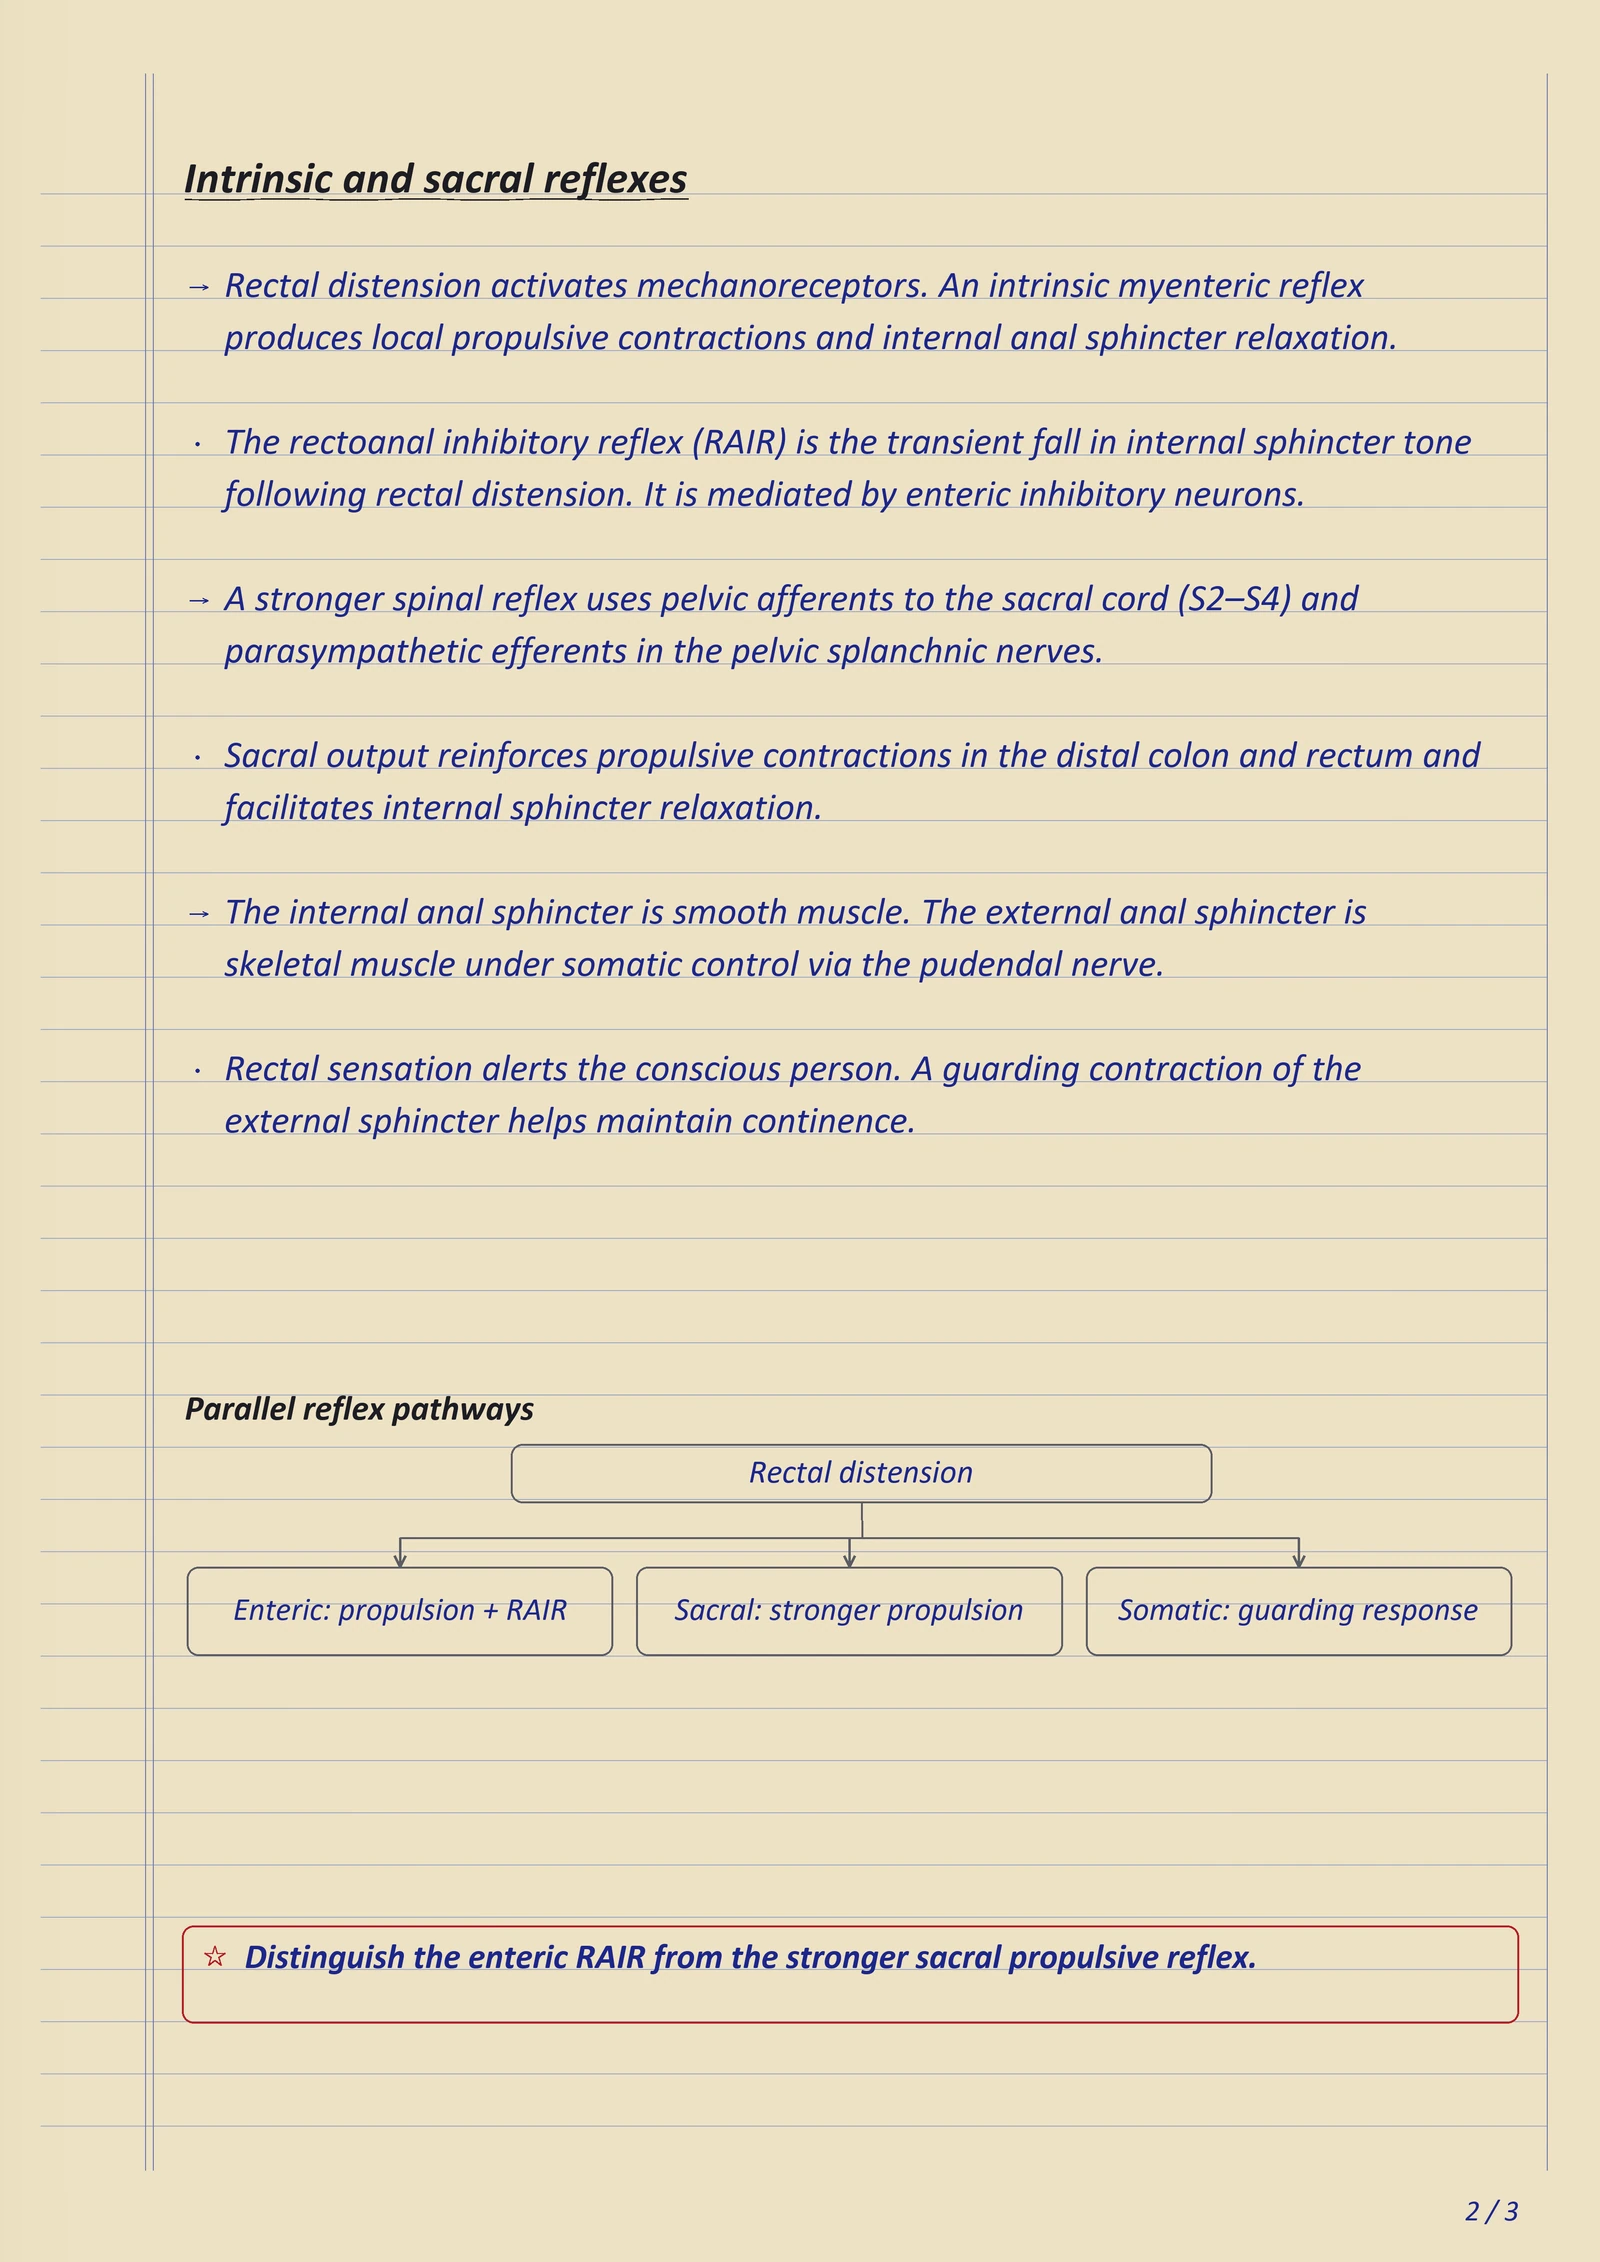 Intrinsic and sacral reflexes
→ Rectal distension activates mechanoreceptors. An intrinsic myenteric reflex
produces local propulsive contractions and internal anal sphincter relaxation.
· The rectoanal inhibitory reflex (RAIR) is the transient fall in internal sphincter tone
following rectal distension. It is mediated by enteric inhibitory neurons.
→ A stronger spinal reflex uses pelvic afferents to the sacral cord (S2–S4) and
parasympathetic efferents in the pelvic splanchnic nerves.
· Sacral output reinforces propulsive contractions in the distal colon and rectum and
facilitates internal sphincter relaxation.
→ The internal anal sphincter is smooth muscle. The external anal sphincter is
skeletal muscle under somatic control via the pudendal nerve.
· Rectal sensation alerts the conscious person. A guarding contraction of the
external sphincter helps maintain continence.
Parallel reflex pathways
Rectal distension
Enteric: propulsion + RAIR
Sacral: stronger propulsion
Somatic: guarding response
☆ Distinguish the enteric RAIR from the stronger sacral propulsive reflex.
2 / 3